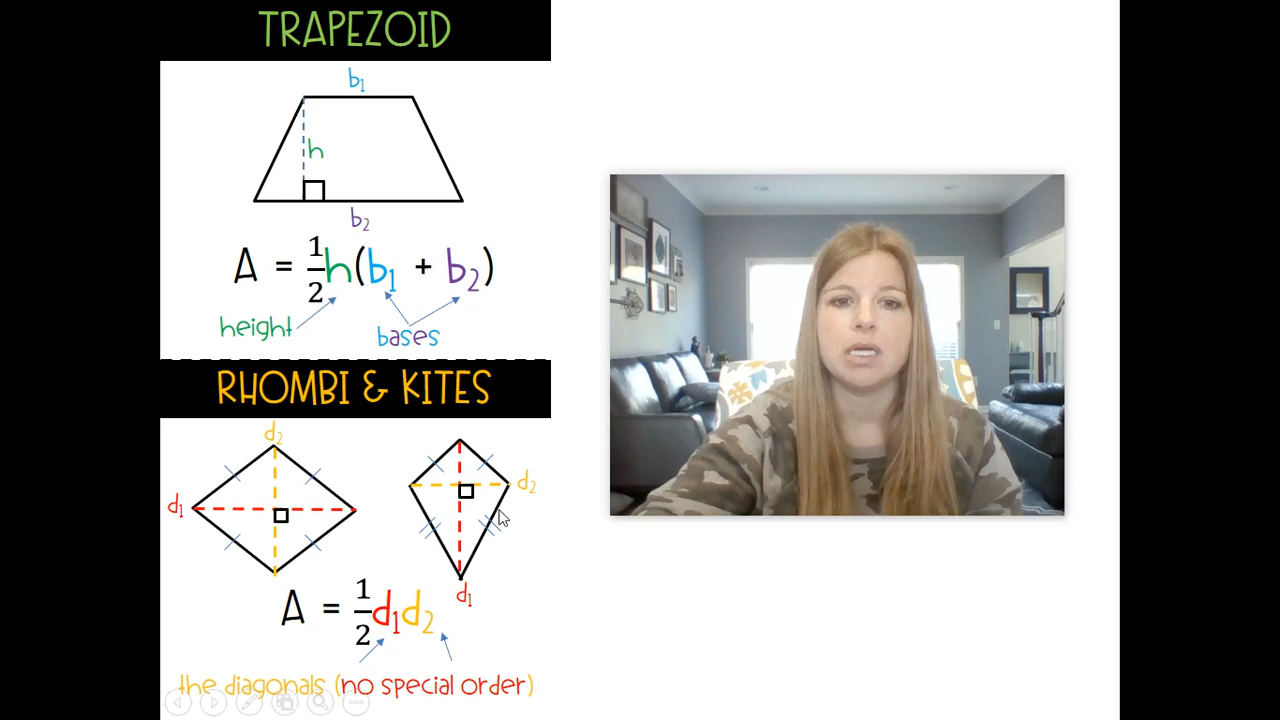 TRAPEZOID
b₁
h
b₂
A = 1/2h(b₁ + b₂)
height
bases
RHOMBI & KITES
d₂
d₁
d₂
d₁
A = 1/2d₁d₂
the diagonals (no special order)